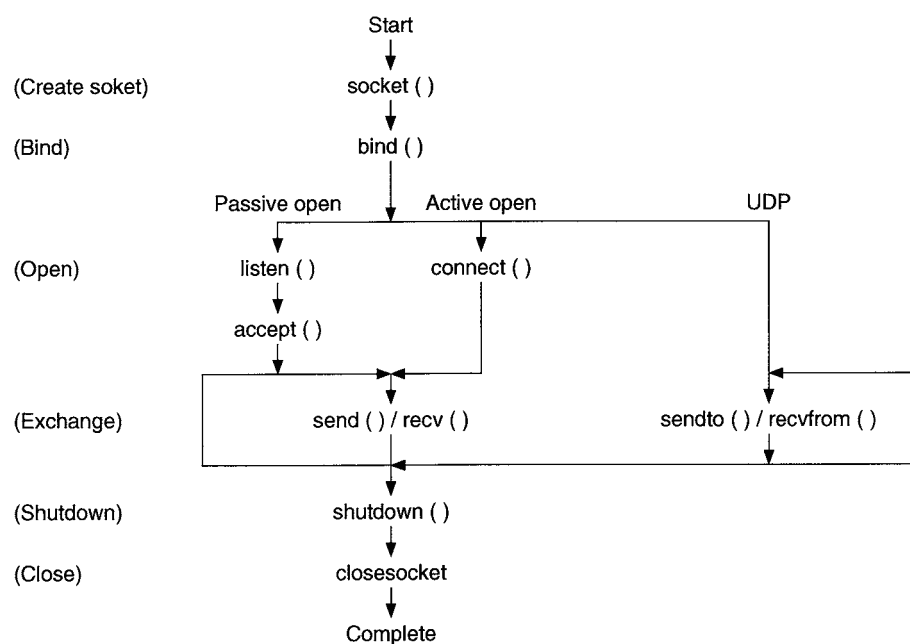 Start
(Create soket) socket ( )
(Bind) bind ( )
Passive open Active open UDP
(Open) listen ( ) connect ( )
accept ( )
(Exchange) send ( ) / recv ( ) sendto ( ) / recvfrom ( )
(Shutdown) shutdown ( )
(Close) closesocket
Complete